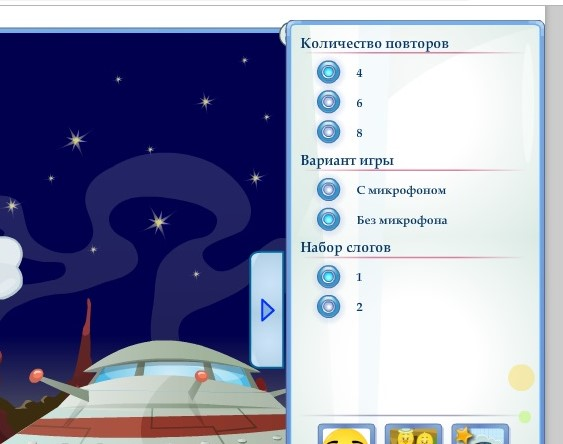 Количество повторов
4
6
8
Вариант игры
С микрофоном
Без микрофона
Набор слогов
1
2